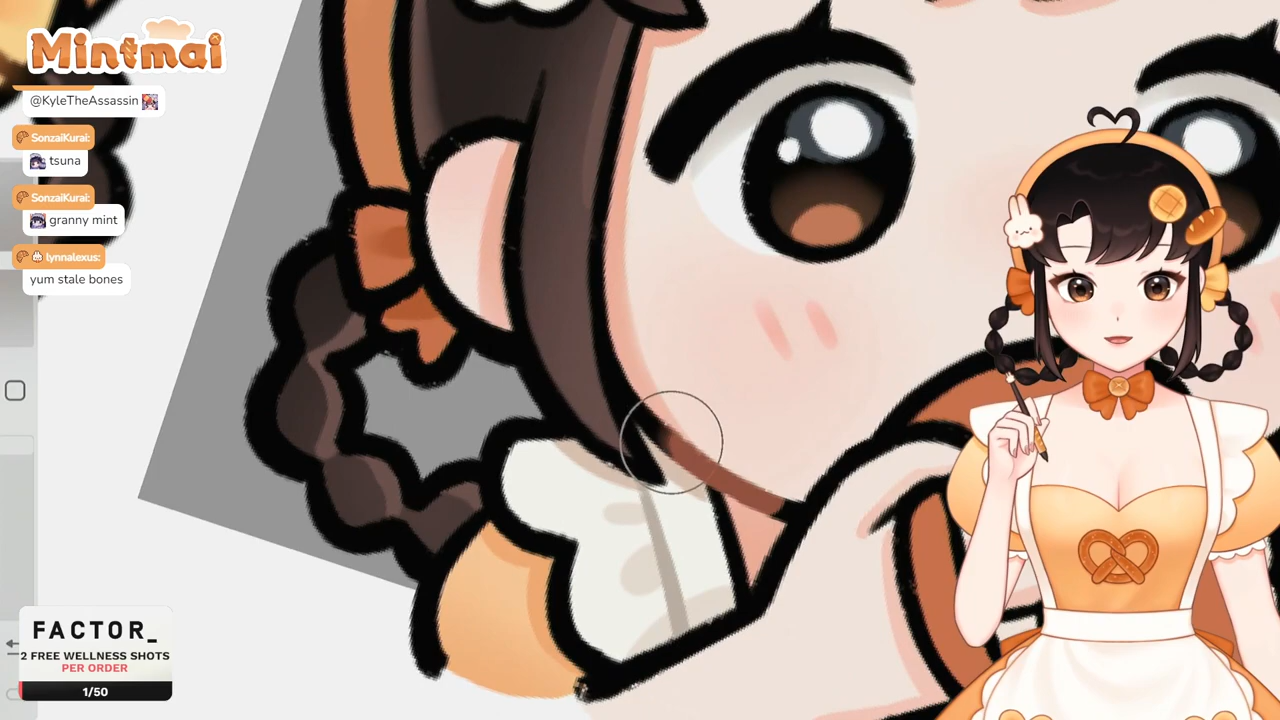 Mintmai
@KyleTheAssassin
SonzaiKurai:
tsuna
SonzaiKurai:
granny mint
lynnalexus:
yum stale bones
FACTOR_
2 FREE WELLNESS SHOTS
PER ORDER
1/50